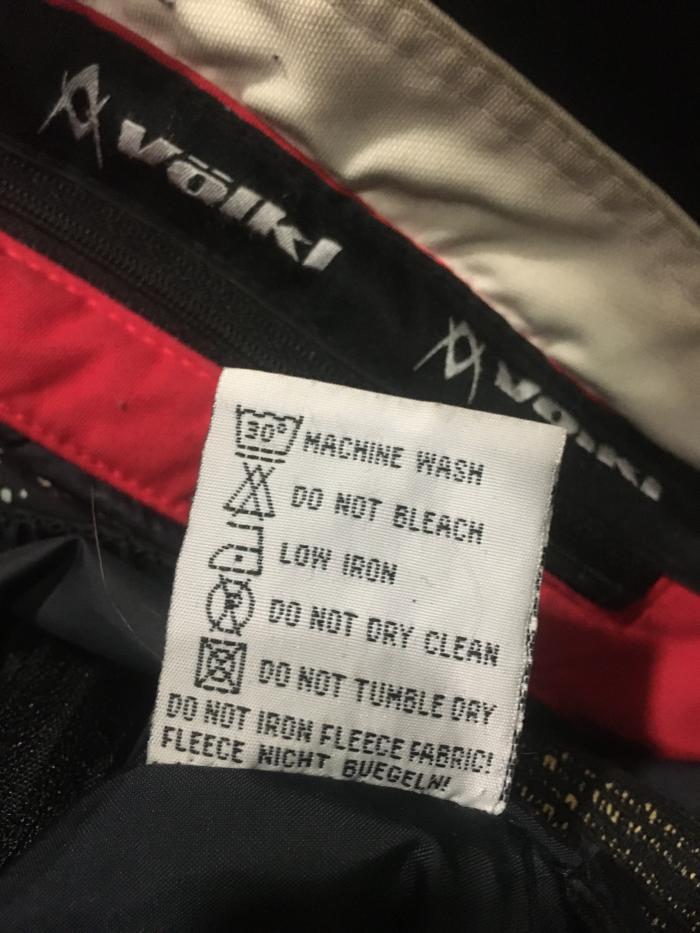 völkl
völkl
30°
MACHINE WASH
DO NOT BLEACH
LOW IRON
DO NOT DRY CLEAN
DO NOT TUMBLE DRY
DO NOT IRON FLEECE FABRIC!
FLEECE NICHT BUEGELN!